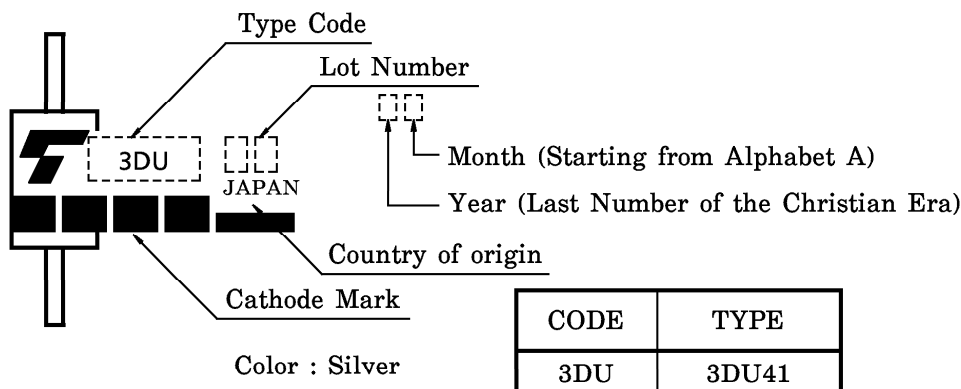 Type Code
Lot Number
3DU
JAPAN
Month (Starting from Alphabet A)
Year (Last Number of the Christian Era)
Country of origin
Cathode Mark
Color : Silver
CODE TYPE
3DU 3DU41